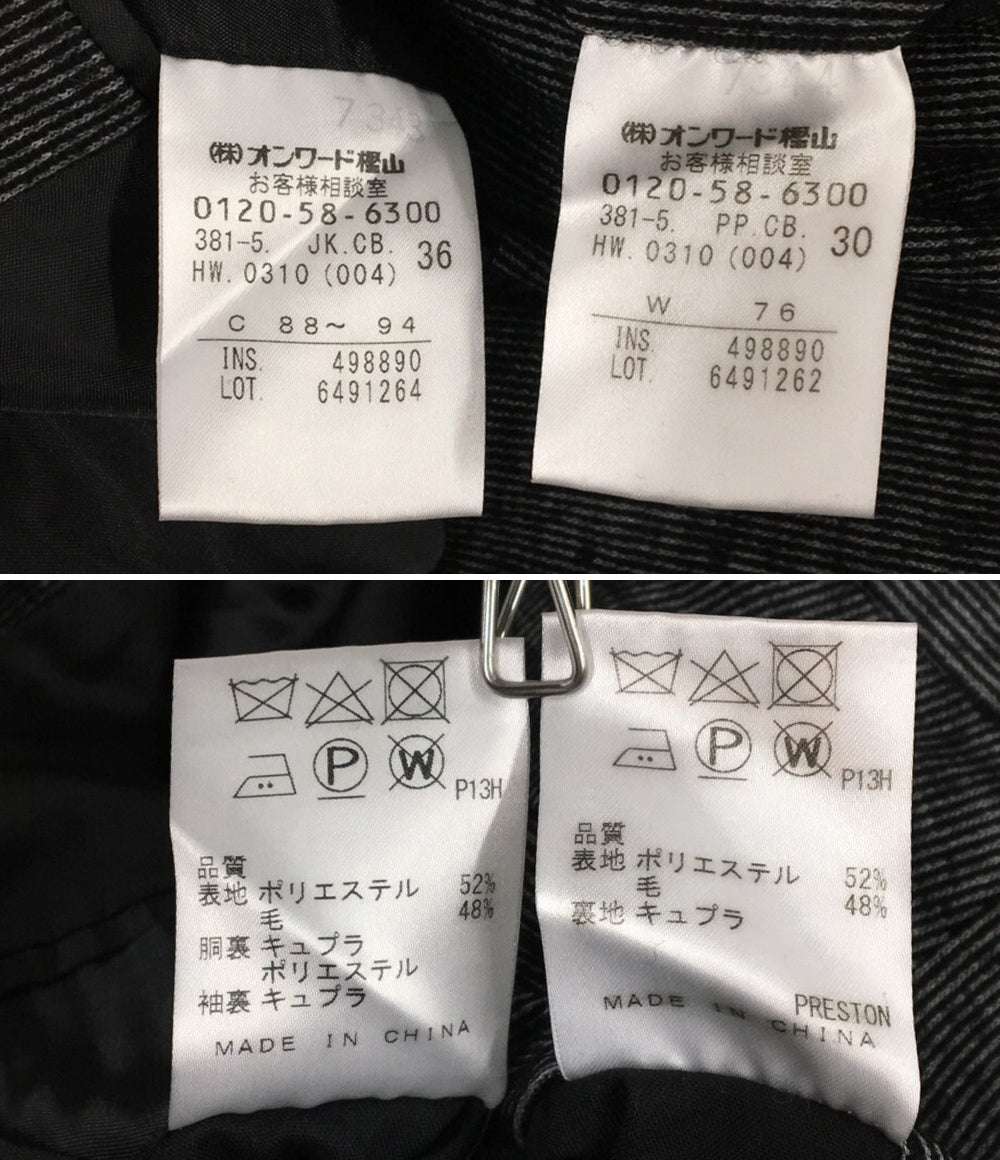 7343
(株)オンワード樫山
お客様相談室
0120-58-6300
381-5. JK.CB. 36
HW.0310(004)
C 88～ 94
INS. 498890
LOT. 6491264
(株)オンワード樫山
お客様相談室
0120-58-6300
381-5. PP.CB. 30
HW.0310(004)
W 76
INS. 498890
LOT. 6491262
P W P13H
品質
表地 ポリエステル 52%
毛 48%
胴裏 キュプラ
ポリエステル
袖裏 キュプラ
MADE IN CHINA
P W P13H
品質
表地 ポリエステル 52%
毛 48%
裏地 キュプラ
PRESTON
MADE IN CHINA